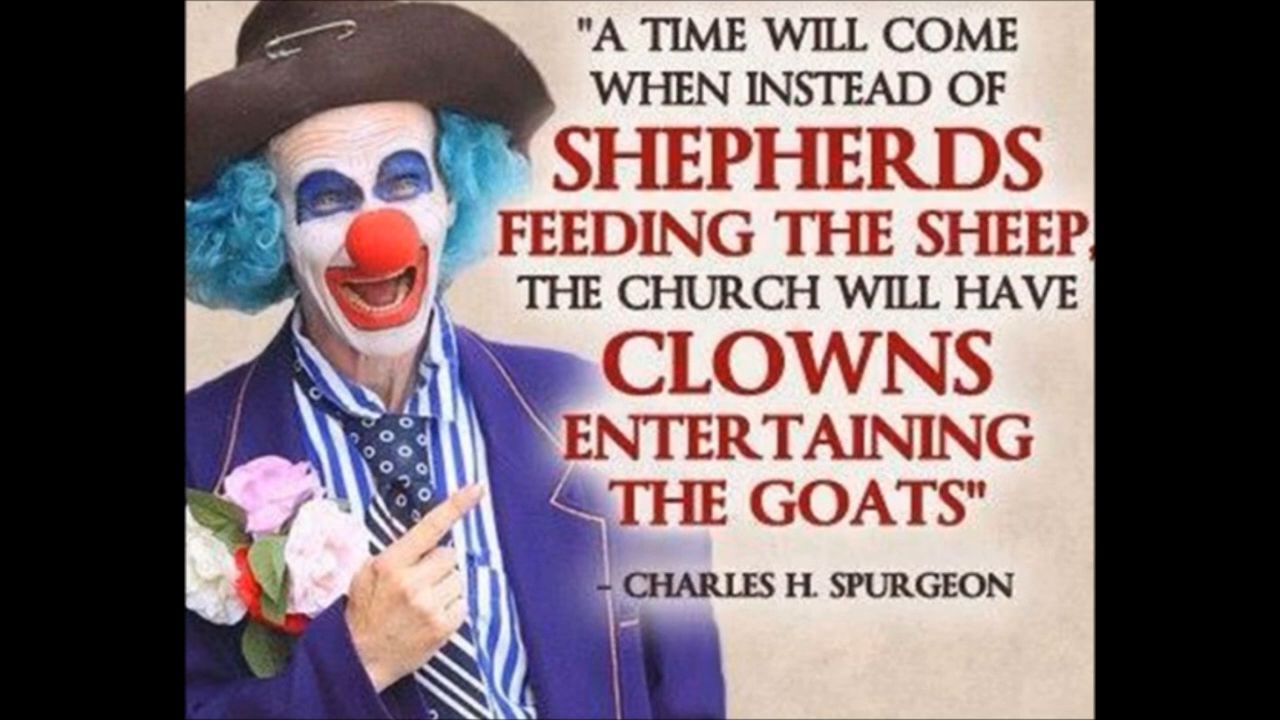 "A TIME WILL COME
WHEN INSTEAD OF
SHEPHERDS
FEEDING THE SHEEP,
THE CHURCH WILL HAVE
CLOWNS
ENTERTAINING
THE GOATS"
- CHARLES H. SPURGEON